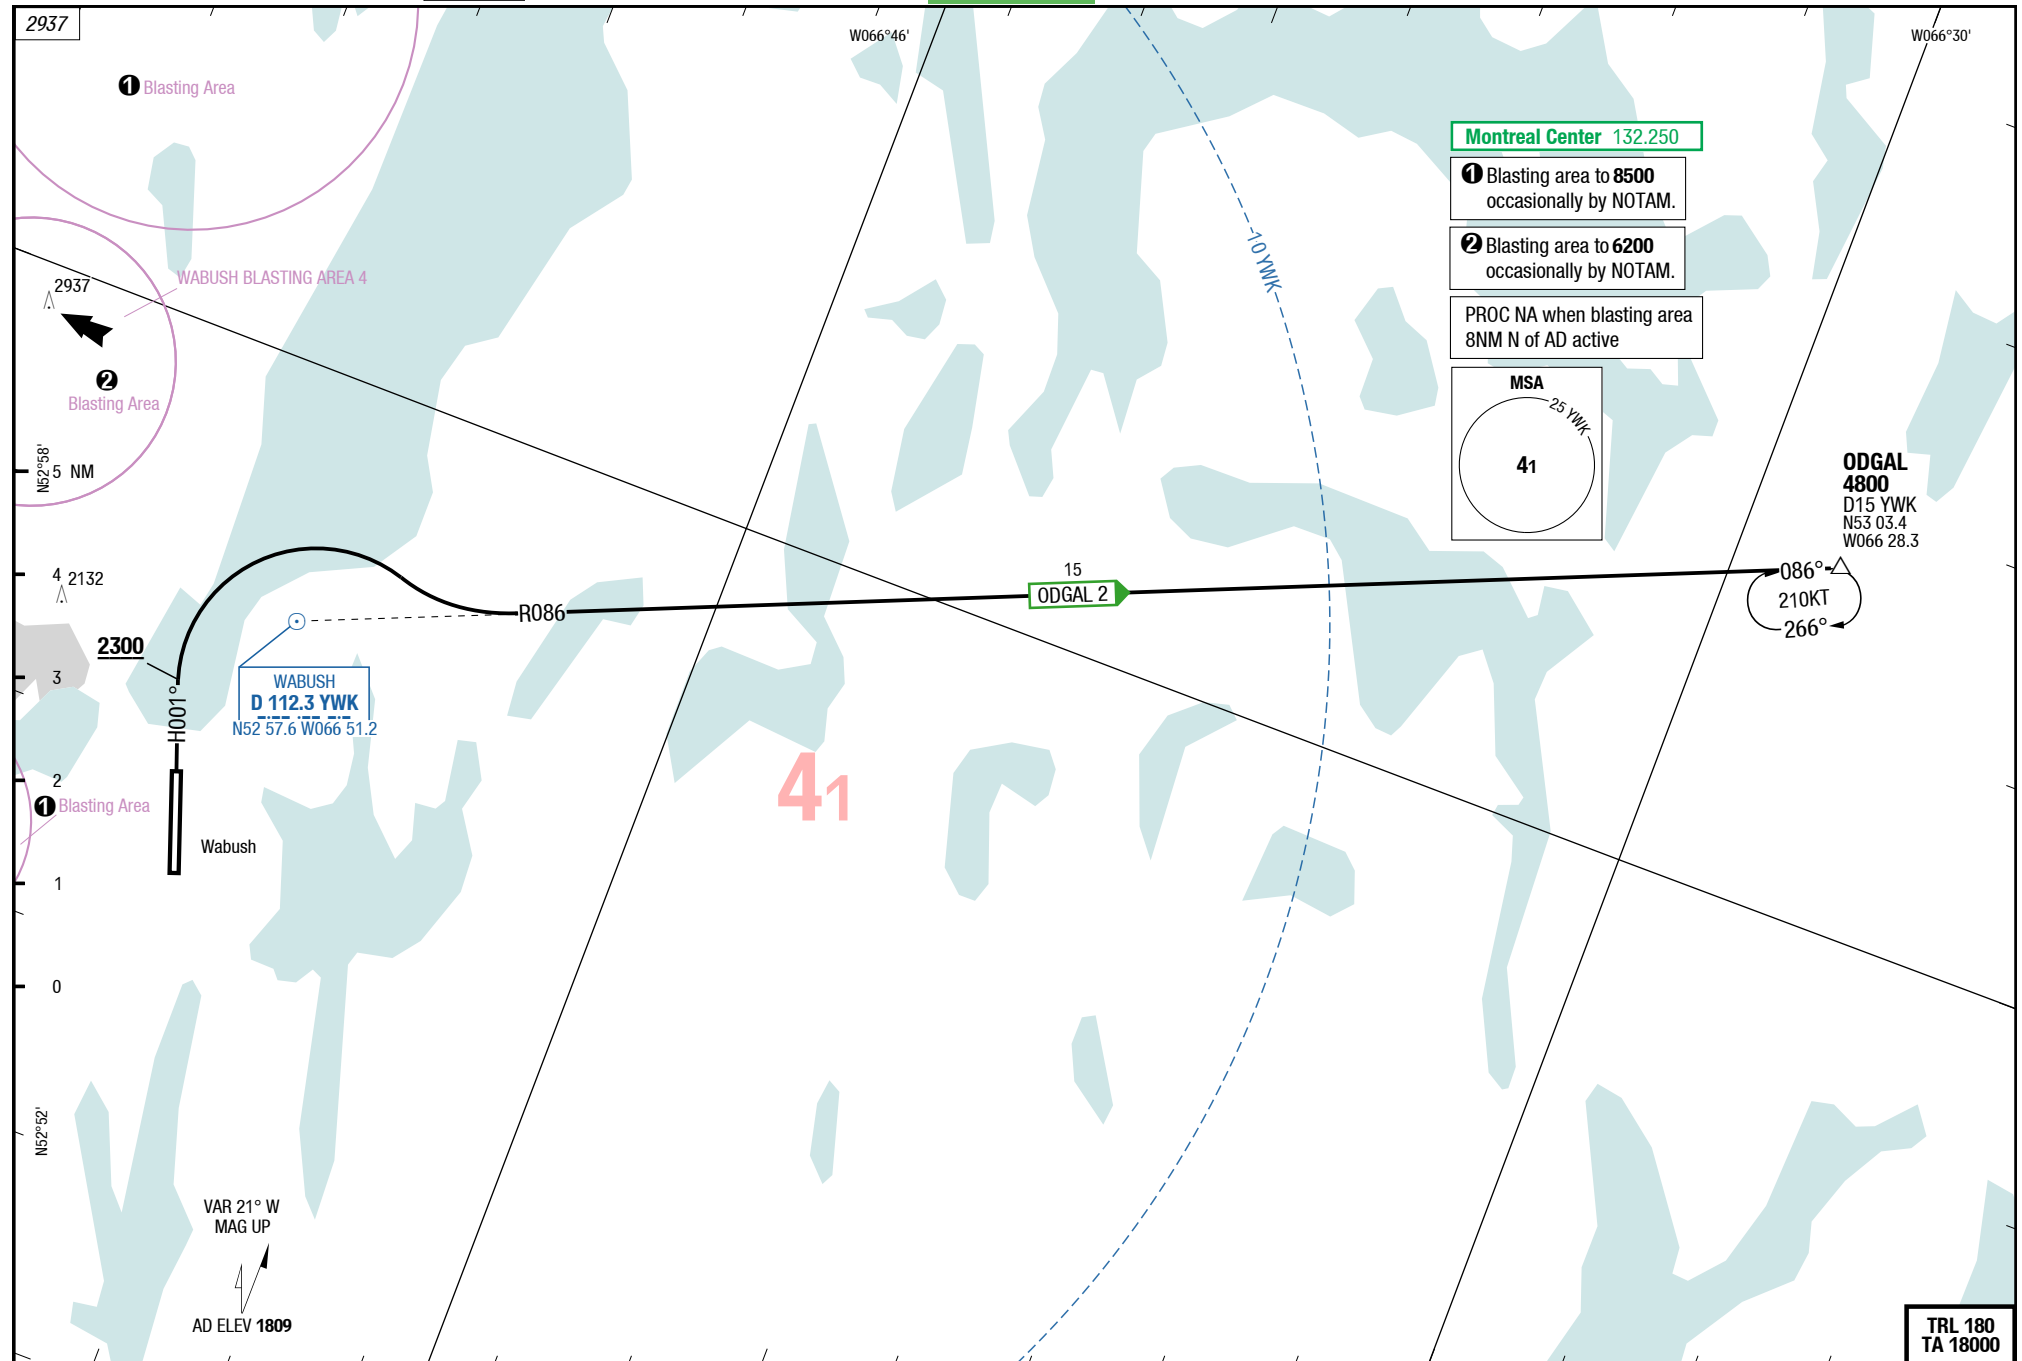 2937
W066°46'
W066°30'
1 Blasting Area
Montreal Center 132.250
1 Blasting area to 8500
occasionally by NOTAM.
2 Blasting area to 6200
occasionally by NOTAM.
PROC NA when blasting area
8NM N of AD active
10 YWK
WABUSH BLASTING AREA 4
2937
2
Blasting Area
MSA
25 YWK
41
N52°58'
5 NM
ODGAL
4800
D15 YWK
N53 03.4
W066 28.3
4
2132
15
ODGAL 2
086°
210KT
266°
R086
2300
3
H001°
WABUSH
D 112.3 YWK
N52 57.6 W066 51.2
41
2
1 Blasting Area
Wabush
1
0
N52°52'
VAR 21° W
MAG UP
AD ELEV 1809
TRL 180
TA 18000